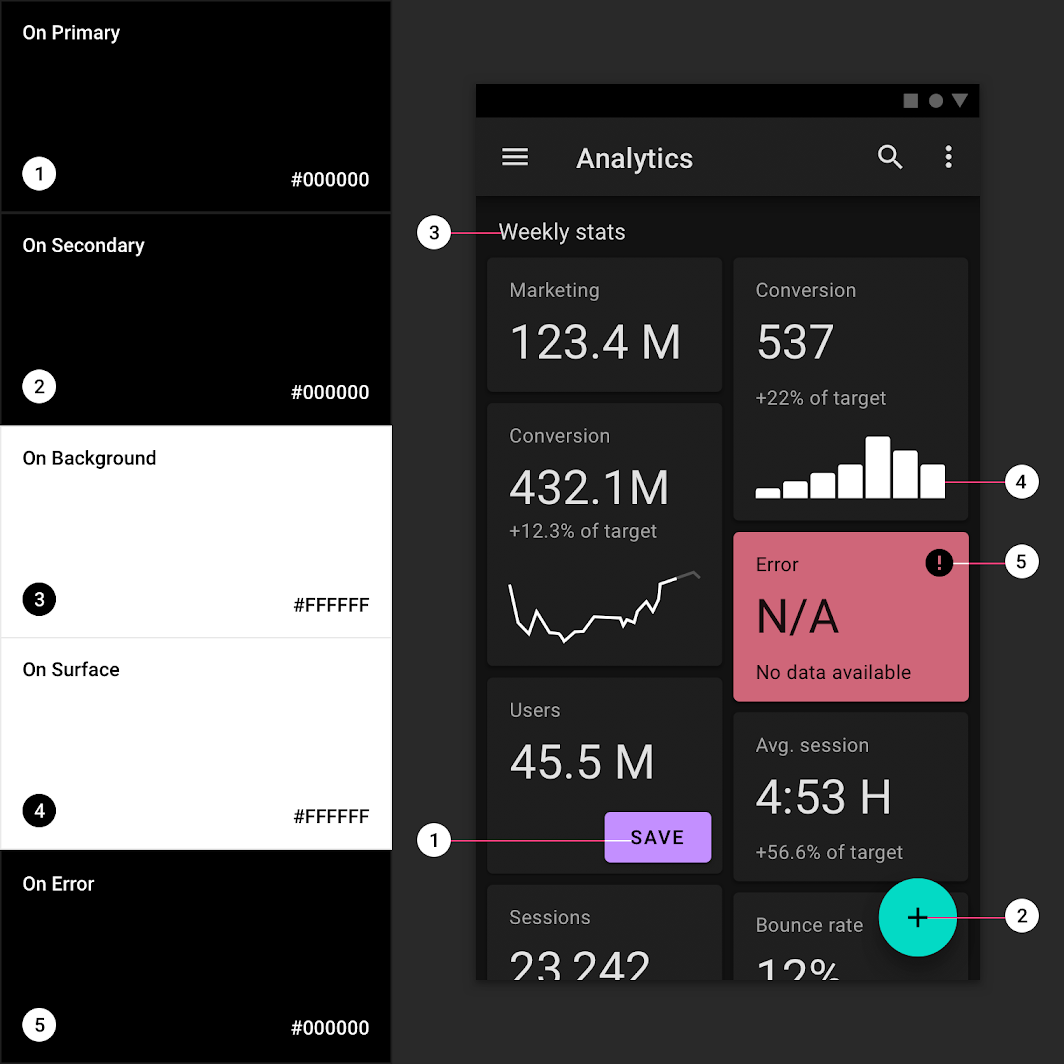 On Primary
1
#000000
On Secondary
2
#000000
On Background
3
#FFFFFF
On Surface
4
#FFFFFF
On Error
5
#000000
Analytics
3
Weekly stats
Marketing
123.4 M
Conversion
537
+22% of target
4
Conversion
432.1M
+12.3% of target
Error
!
5
N/A
No data available
Users
45.5 M
1
SAVE
Avg. session
4:53 H
+56.6% of target
Sessions
23 242
Bounce rate
12%
+
2